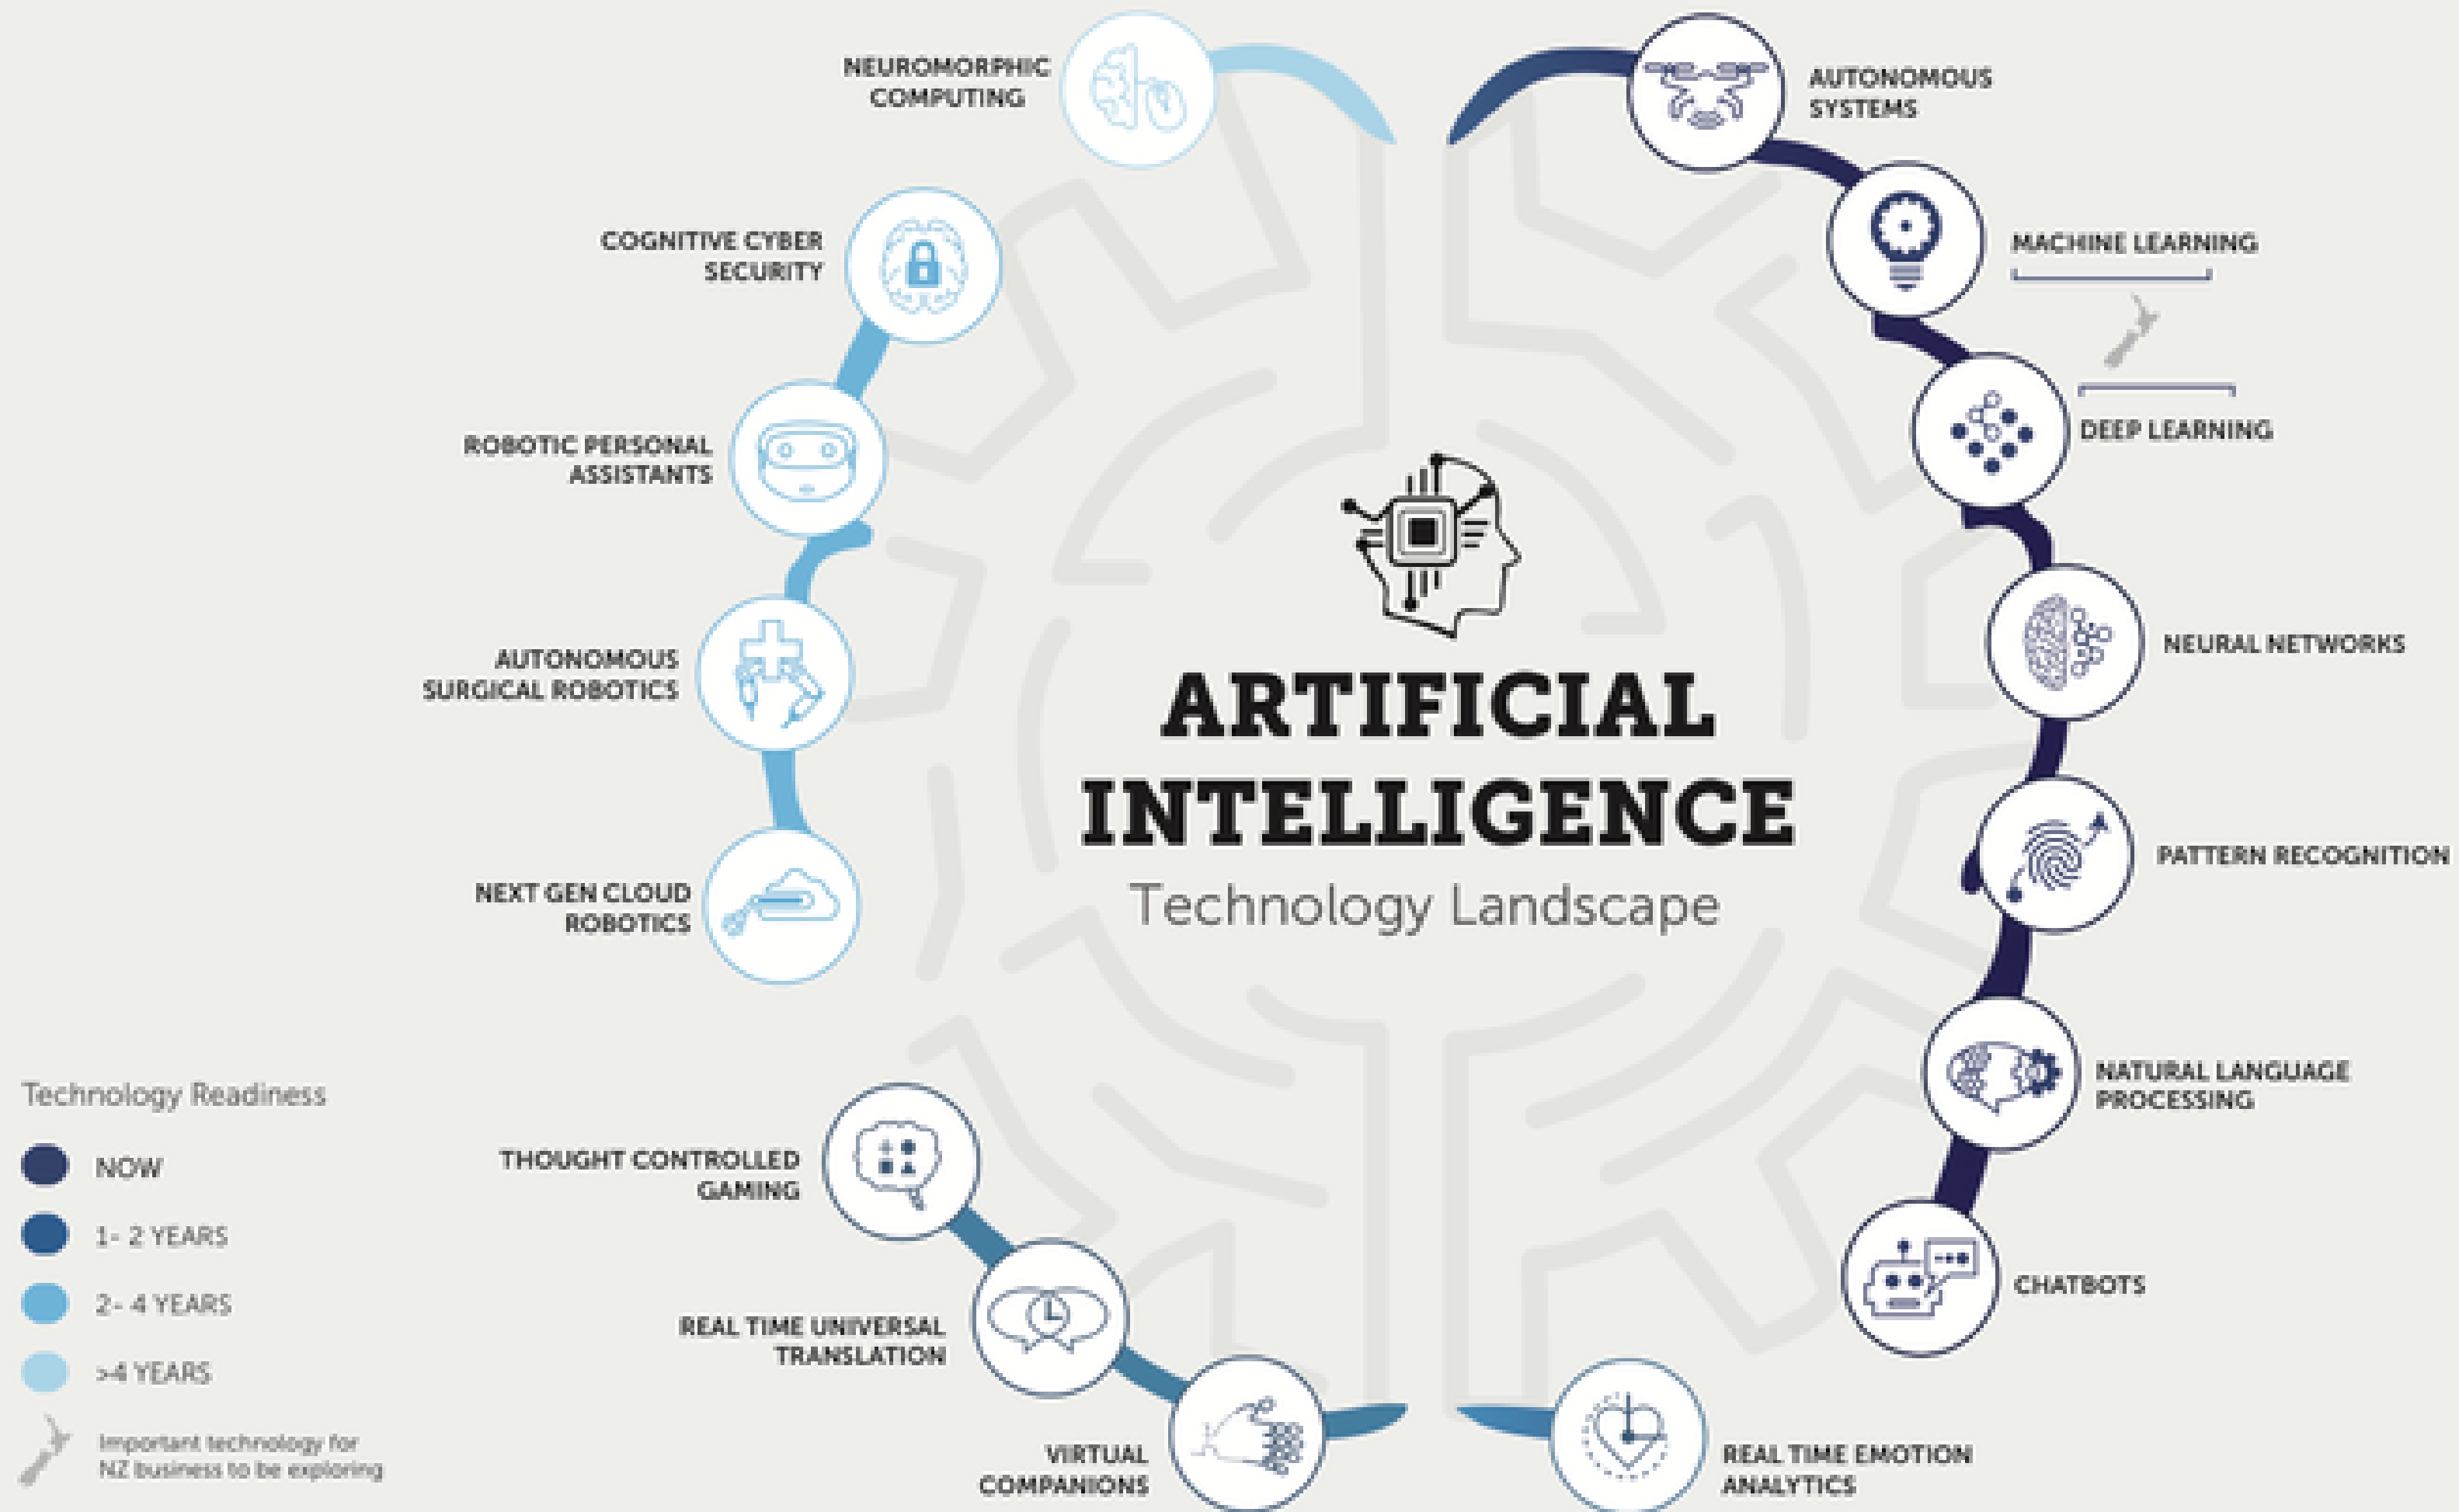 NEUROMORPHIC
COMPUTING
AUTONOMOUS
SYSTEMS
COGNITIVE CYBER
SECURITY
MACHINE LEARNING
ROBOTIC PERSONAL
ASSISTANTS
DEEP LEARNING
AUTONOMOUS
SURGICAL ROBOTICS
NEURAL NETWORKS
ARTIFICIAL
INTELLIGENCE
Technology Landscape
NEXT GEN CLOUD
ROBOTICS
PATTERN RECOGNITION
NATURAL LANGUAGE
PROCESSING
THOUGHT CONTROLLED
GAMING
CHATBOTS
REAL TIME UNIVERSAL
TRANSLATION
VIRTUAL
COMPANIONS
REAL TIME EMOTION
ANALYTICS
Technology Readiness
NOW
1- 2 YEARS
2- 4 YEARS
>4 YEARS
Important technology for
NZ business to be exploring